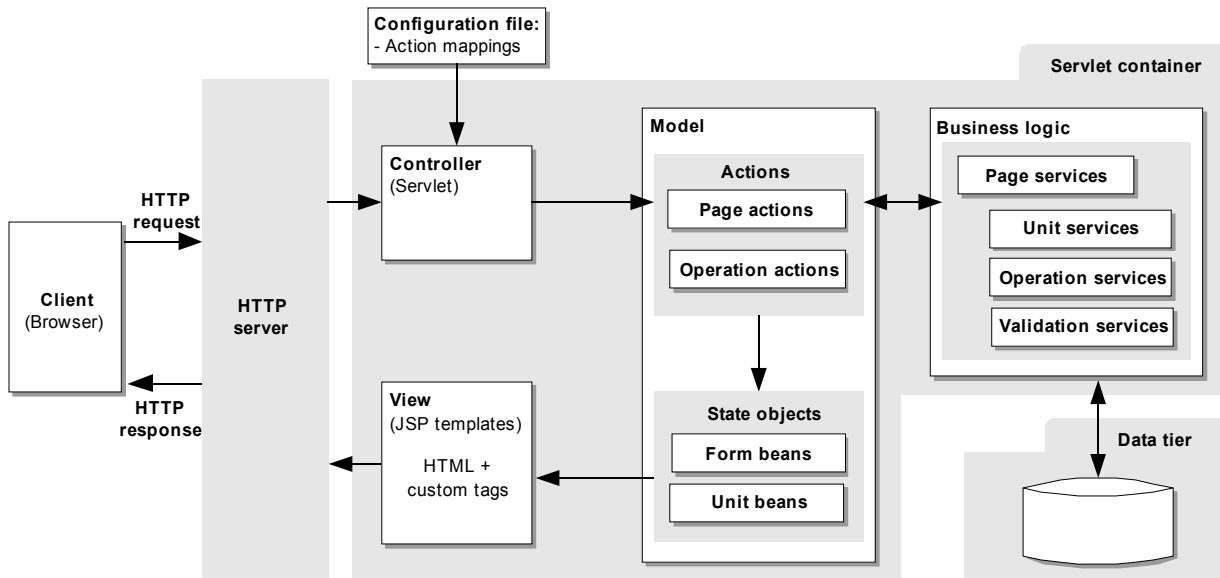 Configuration file:
- Action mappings
Servlet container
Model
Business logic
Controller
(Servlet)
Actions
Page services
HTTP
request
Page actions
Unit services
Operation actions
Operation services
Client
(Browser)
HTTP
server
Validation services
View
(JSP templates)
HTTP
response
State objects
Data tier
Form beans
HTML +
custom tags
Unit beans